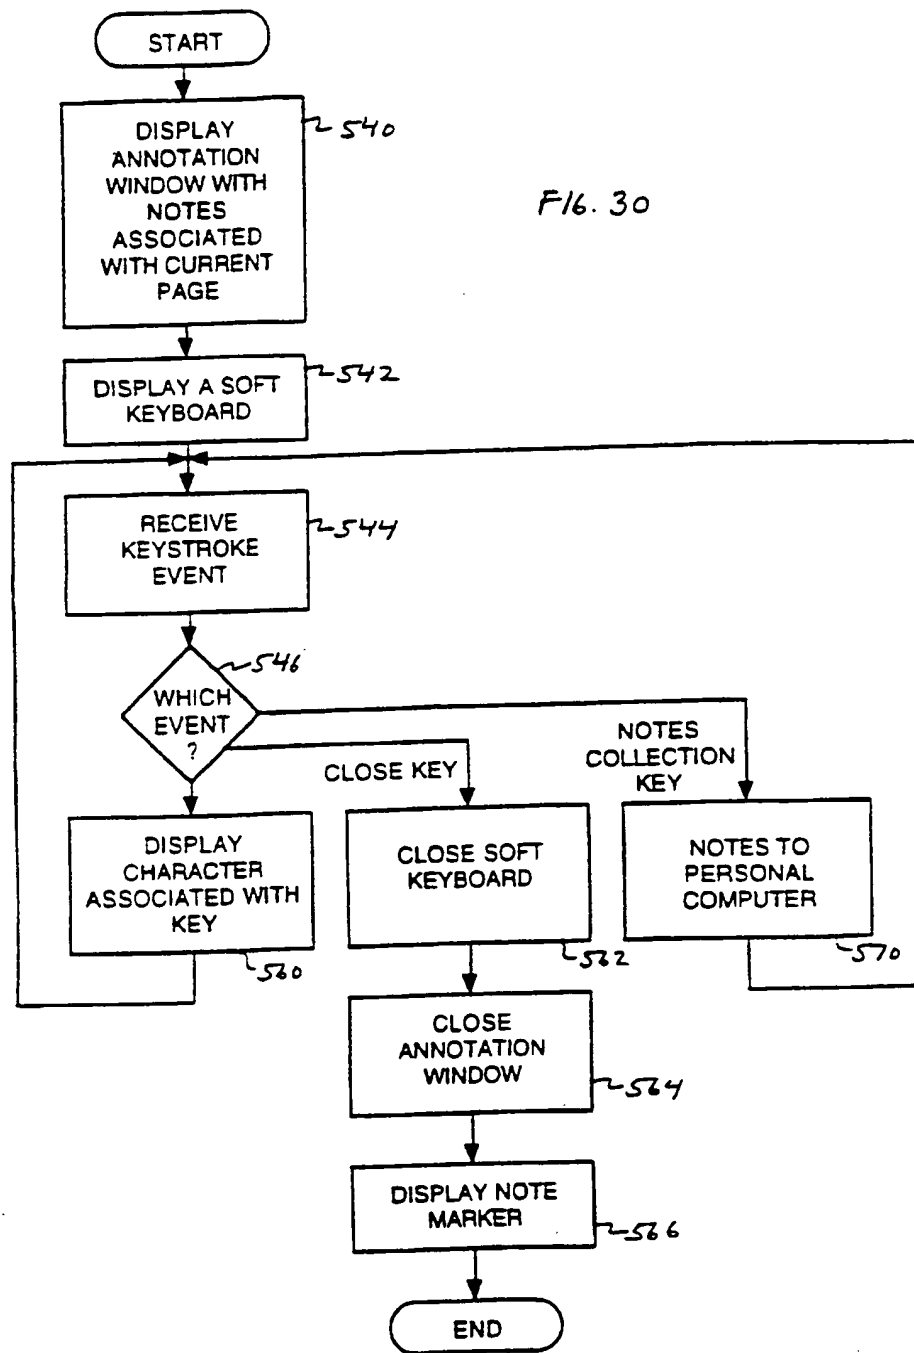 START
540
DISPLAY
ANNOTATION
WINDOW WITH
NOTES
ASSOCIATED
WITH CURRENT
PAGE
FIG. 30
542
DISPLAY A SOFT
KEYBOARD
544
RECEIVE
KEYSTROKE
EVENT
546
WHICH
EVENT
?
CLOSE KEY
NOTES
COLLECTION
KEY
DISPLAY
CHARACTER
ASSOCIATED WITH
KEY
560
CLOSE SOFT
KEYBOARD
562
NOTES TO
PERSONAL
COMPUTER
570
CLOSE
ANNOTATION
WINDOW
564
DISPLAY NOTE
MARKER
566
END